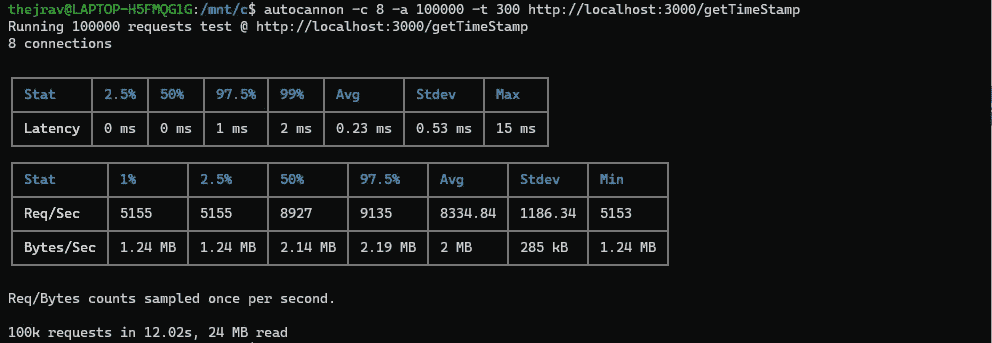 thejrav@LAPTOP-H5FMQG1G:/mnt/c$ autocannon -c 8 -a 100000 -t 300 http://localhost:3000/getTimeStamp
Running 100000 requests test @ http://localhost:3000/getTimeStamp
8 connections
Stat 2.5% 50% 97.5% 99% Avg Stdev Max
Latency 0 ms 0 ms 1 ms 2 ms 0.23 ms 0.53 ms 15 ms
Stat 1% 2.5% 50% 97.5% Avg Stdev Min
Req/Sec 5155 5155 8927 9135 8334.84 1186.34 5153
Bytes/Sec 1.24 MB 1.24 MB 2.14 MB 2.19 MB 2 MB 285 kB 1.24 MB
Req/Bytes counts sampled once per second.
100k requests in 12.02s, 24 MB read